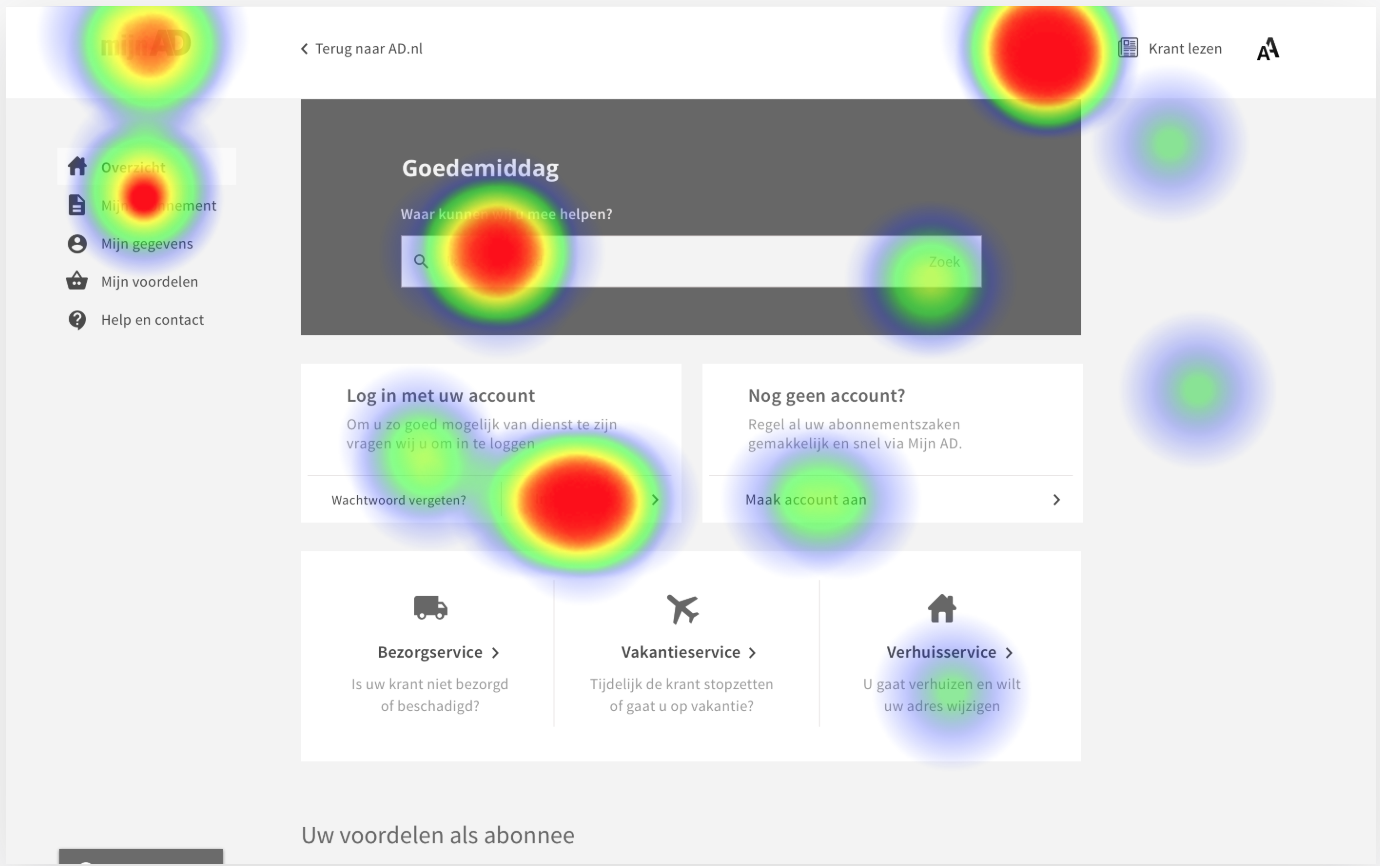 mijnAD
Terug naar AD.nl
Krant lezen
AA
Overzicht
Mijn abonnement
Mijn gegevens
Mijn voordelen
Help en contact
Goedemiddag
Waar kunnen wij u mee helpen?
Zoek
Log in met uw account
Om u zo goed mogelijk van dienst te zijn
vragen wij u om in te loggen
Wachtwoord vergeten?
Nog geen account?
Regel al uw abonnementszaken
gemakkelijk en snel via Mijn AD.
Maak account aan
Bezorgservice
Is uw krant niet bezorgd
of beschadigd?
Vakantieservice
Tijdelijk de krant stopzetten
of gaat u op vakantie?
Verhuisservice
U gaat verhuizen en wilt
uw adres wijzigen
Uw voordelen als abonnee